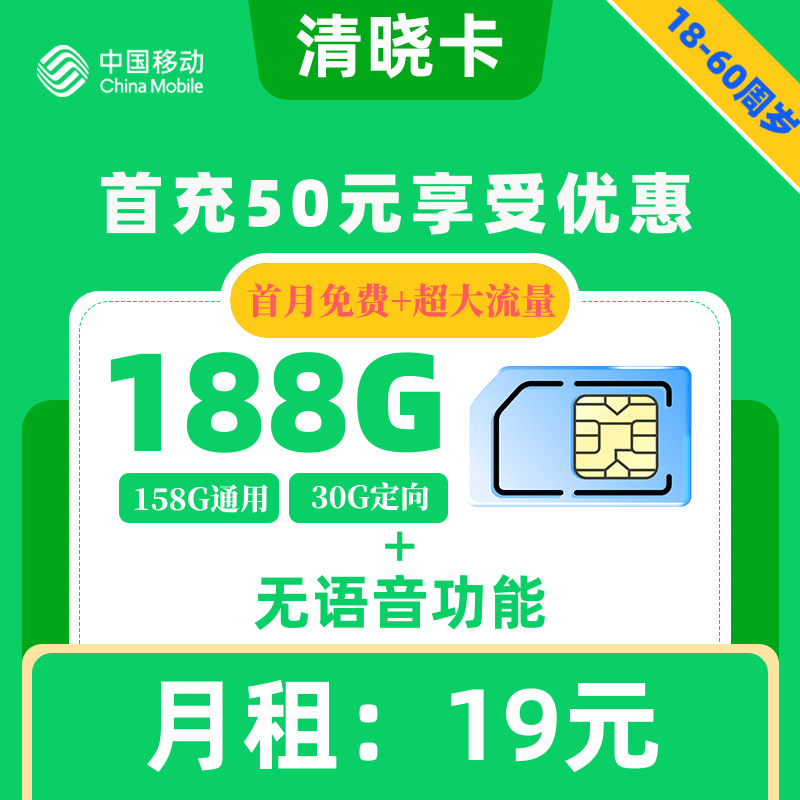 中国移动
China Mobile
清晓卡
18-60周岁
首充50元享受优惠
首月免费+超大流量
188G
158G通用
30G定向
+
无语音功能
月租：19元